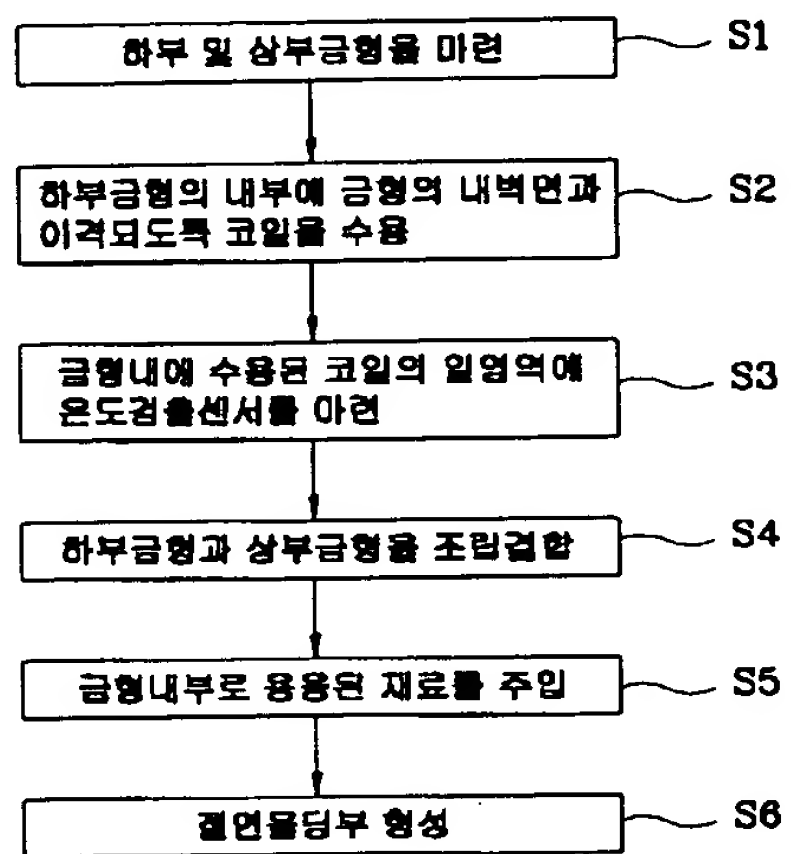 하부 및 상부금형을 마련 S1
하부금형의 내부에 금형의 내벽면과 S2
이격되도록 코일을 수용
금형내에 수용된 코일의 일영역에 S3
온도검출센서를 마련
하부금형과 상부금형을 조립결합 S4
금형내부로 용융된 재료를 주입 S5
절연몰딩부 형성 S6